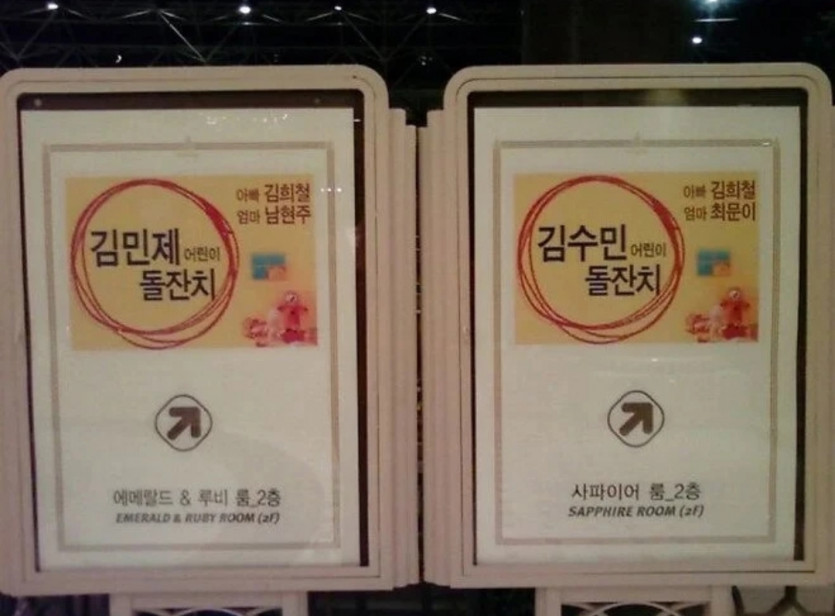 아빠 김희철
엄마 남현주
김민제 어린이
돌잔치
에메랄드 & 루비 룸_2층
EMERALD & RUBY ROOM (2F)
아빠 김희철
엄마 최문이
김수민 어린이
돌잔치
사파이어 룸_2층
SAPPHIRE ROOM (2F)